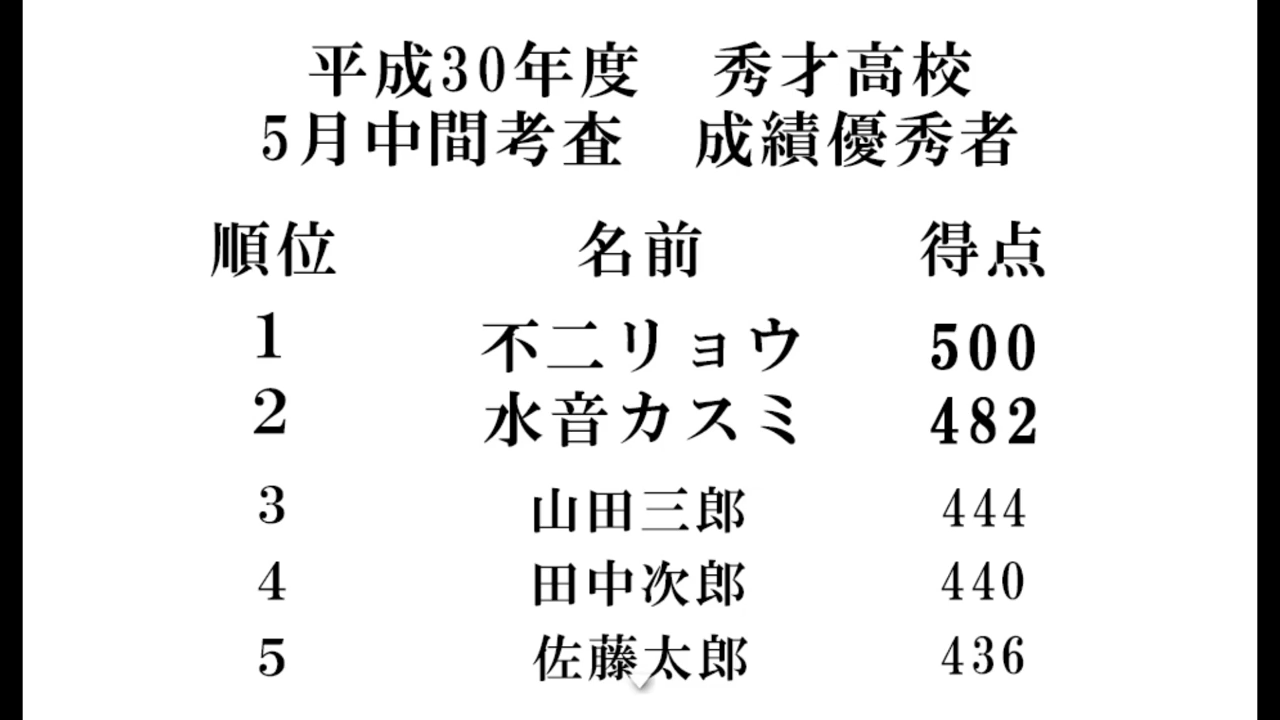 平成30年度　秀才高校
5月中間考査　成績優秀者
順位　名前　得点
1　不二リョウ　500
2　水音カスミ　482
3　山田三郎　444
4　田中次郎　440
5　佐藤太郎　436